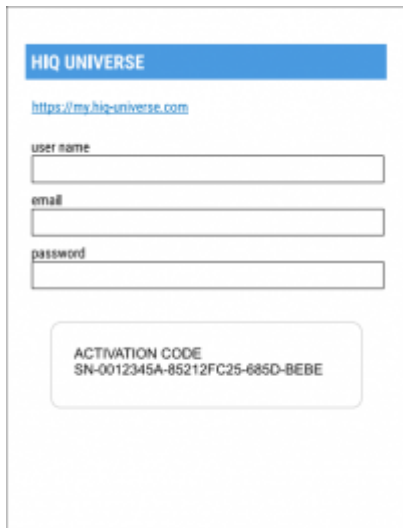 HIQ UNIVERSE
https://my.hiq-universe.com
user name
email
password
ACTIVATION CODE
SN-0012345A-85212FC25-685D-BEBE